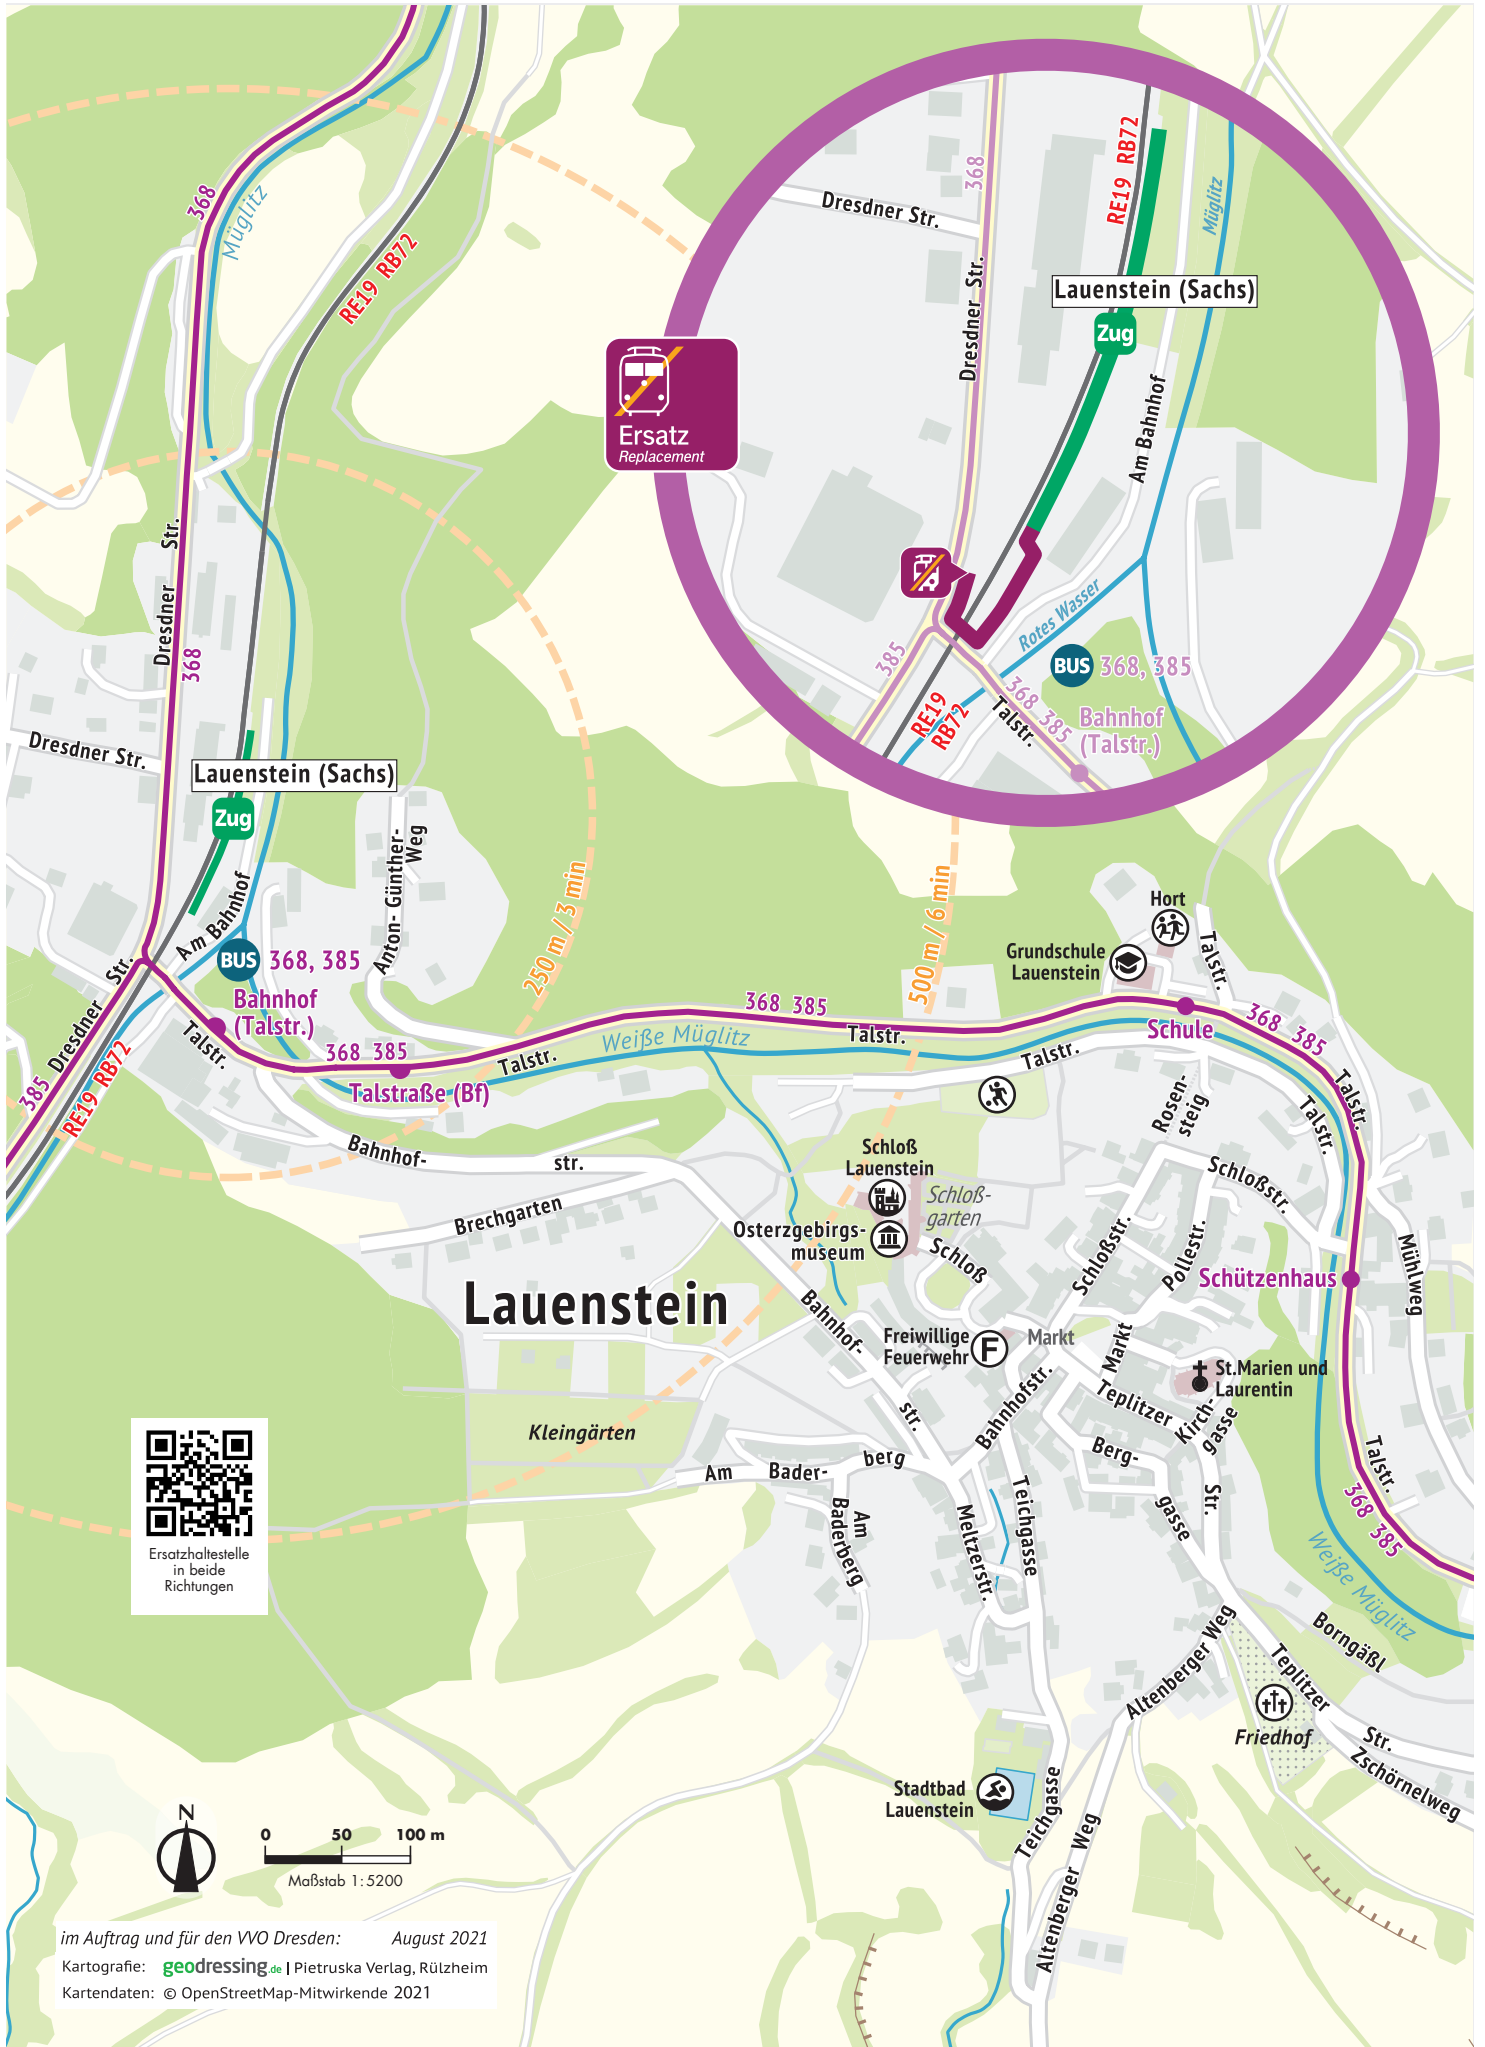 368
Müglitz
RE19 RB72
368
Dresdner Str.
Dresdner Str.
RE19 RB72
Müglitz
Lauenstein (Sachs)
Zug
Am Bahnhof
Ersatz
Replacement
Rotes Wasser
385
BUS 368, 385
368 385
Bahnhof
(Talstr.)
Talstr.
RE19
RB72
Dresdner Str.
368
Dresdner Str.
Lauenstein (Sachs)
Zug
Am Bahnhof
Anton-Günther-
Weg
250 m / 3 min
500 m / 6 min
BUS 368, 385
Bahnhof
(Talstr.)
Dresdner Str.
385
RE19 RB72
Talstr.
368 385
Talstraße (Bf)
Talstr.
Weiße Müglitz
368 385
Talstr.
Talstr.
Hort
Grundschule
Lauenstein
Talstr.
Schule
368 385
Talstr.
Talstr.
Rosen-
steig
Schloßstr.
Bahnhof-
str.
Brechgarten
Schloß
Lauenstein
Schloß-
garten
Osterzgebirgs-
museum
Schloß
Schloßstr.
Pollestr.
Schützenhaus
Mühlweg
Lauenstein
Bahnhof-
str.
Freiwillige
Feuerwehr
F
Markt
Markt
St.Marien und
Laurentin
Teplitzer
Str.
Kirch-
gasse
Bahnhofstr.
Berg-
gasse
Kleingärten
Am Bader-
berg
Am
Baderberg
Meltzerstr.
Teichgasse
Talstr.
368 385
Weiße Müglitz
Borngäßl
Altenberger Weg
Teplitzer
Str.
Zschörnelweg
Friedhof
Stadtbad
Lauenstein
Teichgasse
Altenberger Weg
Ersatzhaltestelle
in beide
Richtungen
N
0 50 100 m
Maßstab 1:5200
im Auftrag und für den VVO Dresden: August 2021
Kartografie: geodressing.de | Pietruska Verlag, Rülzheim
Kartendaten: © OpenStreetMap-Mitwirkende 2021